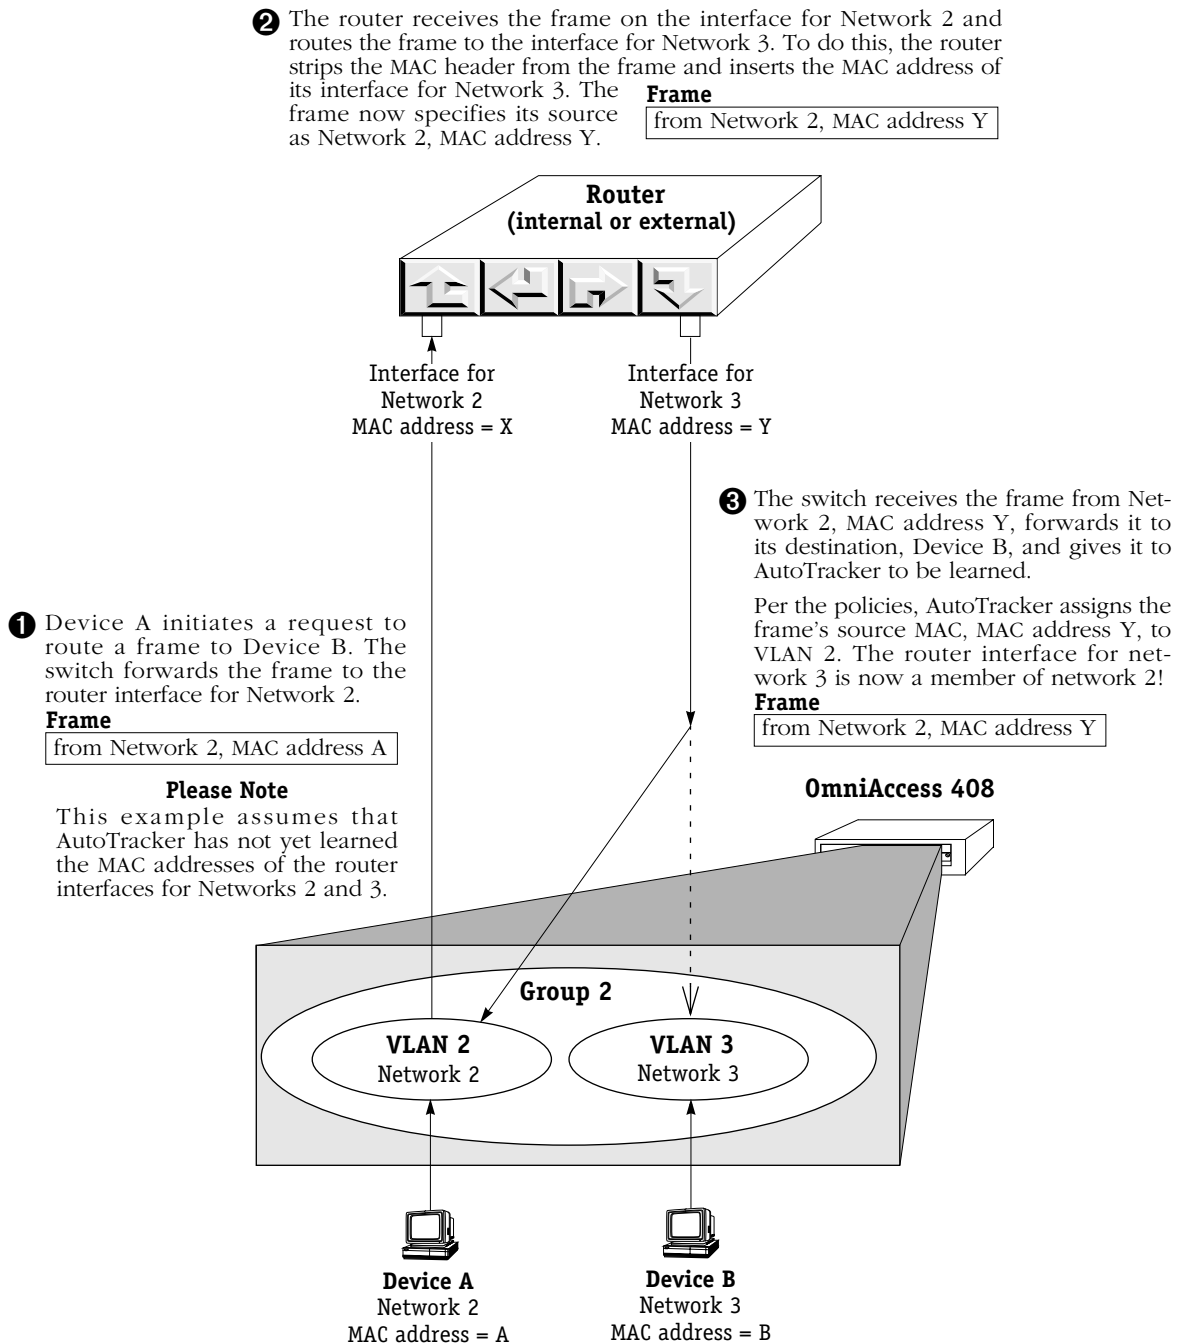 ❷ The router receives the frame on the interface for Network 2 and
routes the frame to the interface for Network 3. To do this, the router
strips the MAC header from the frame and inserts the MAC address of
its interface for Network 3. The
frame now specifies its source
as Network 2, MAC address Y.
Frame
from Network 2, MAC address Y
Router
(internal or external)
Interface for
Network 2
MAC address = X
Interface for
Network 3
MAC address = Y
❸ The switch receives the frame from Net-
work 2, MAC address Y, forwards it to
its destination, Device B, and gives it to
AutoTracker to be learned.
Per the policies, AutoTracker assigns the
frame's source MAC, MAC address Y, to
VLAN 2. The router interface for net-
work 3 is now a member of network 2!
Frame
from Network 2, MAC address Y
❶ Device A initiates a request to
route a frame to Device B. The
switch forwards the frame to the
router interface for Network 2.
Frame
from Network 2, MAC address A
Please Note
This example assumes that
AutoTracker has not yet learned
the MAC addresses of the router
interfaces for Networks 2 and 3.
OmniAccess 408
Group 2
VLAN 2
Network 2
VLAN 3
Network 3
Device A
Network 2
MAC address = A
Device B
Network 3
MAC address = B